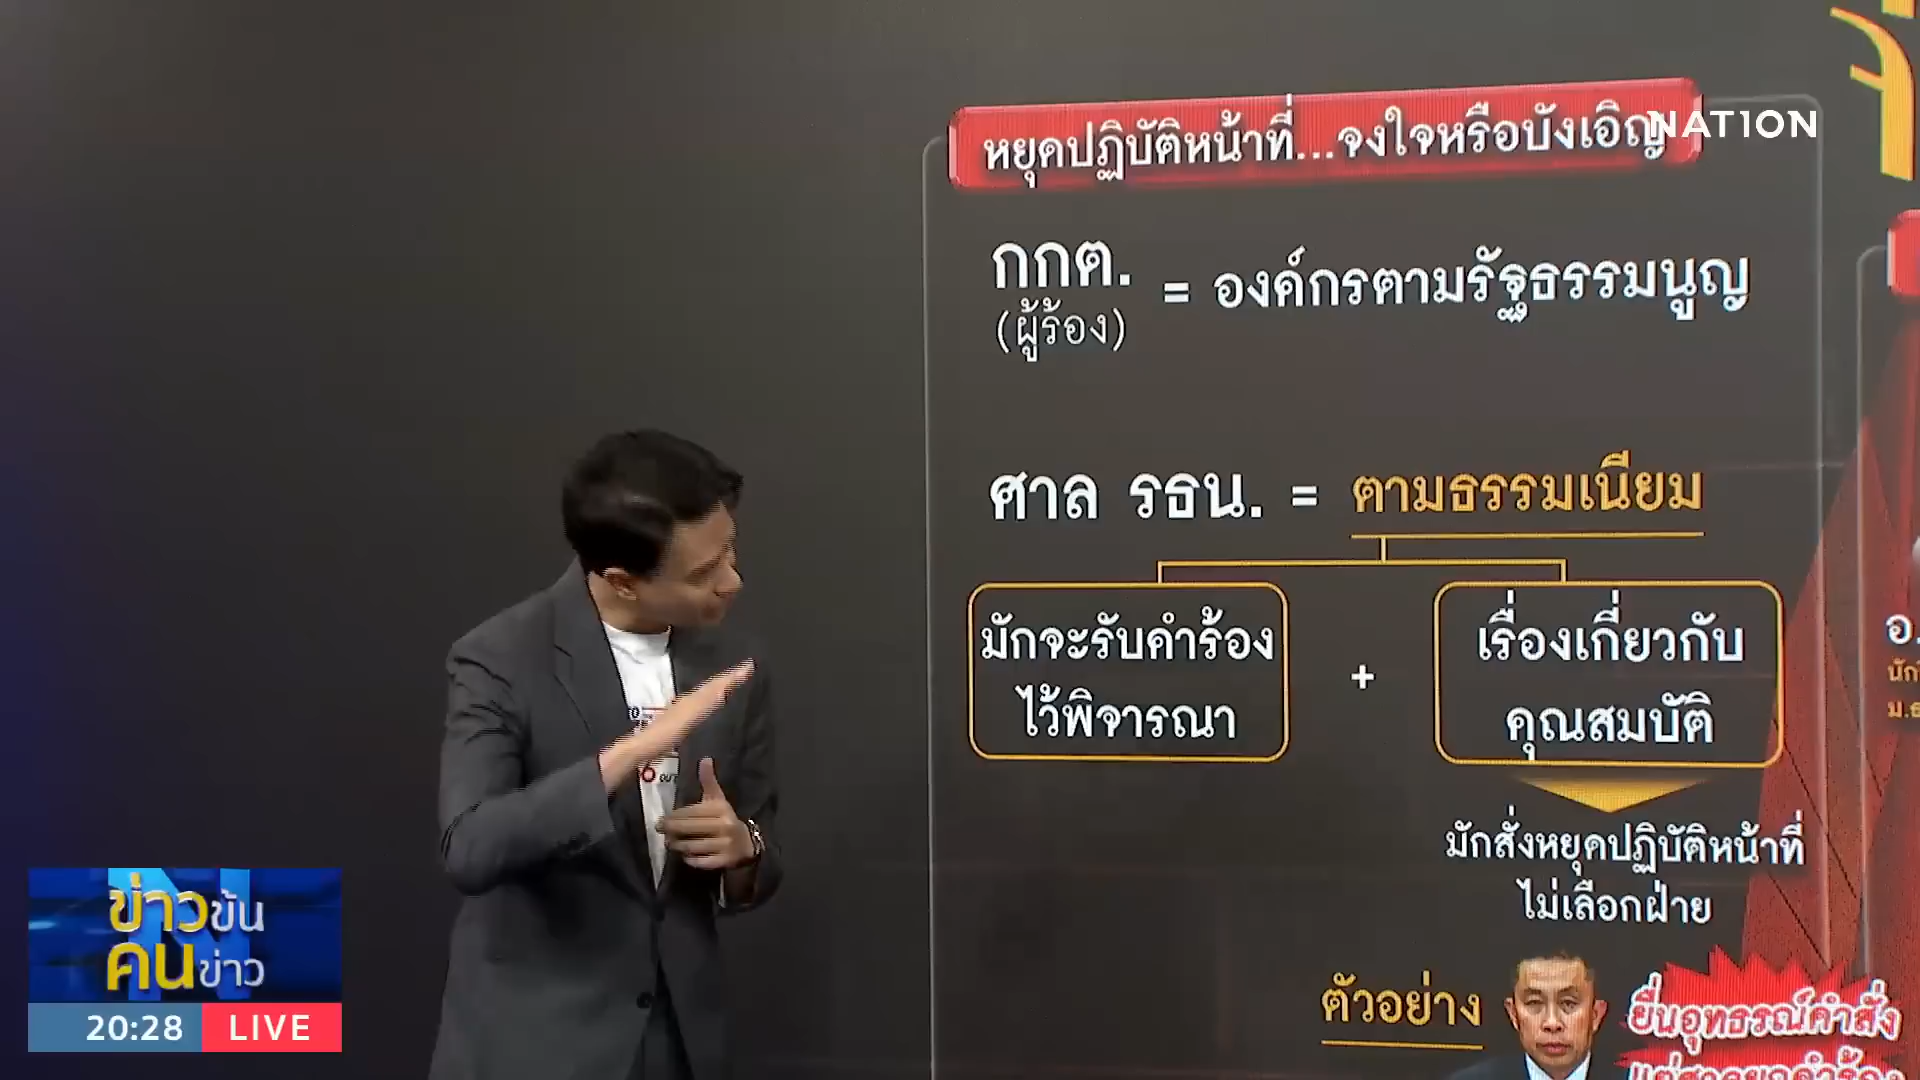 หยุดปฏิบัติหน้าที่...จงใจหรือบังเอิญ
NATION
กกต.
(ผู้ร้อง)
= องค์กรตามรัฐธรรมนูญ
ศาล รธน. = ตามธรรมเนียม
มักจะรับคำร้อง
ไว้พิจารณา
+
เรื่องเกี่ยวกับ
คุณสมบัติ
มักสั่งหยุดปฏิบัติหน้าที่
ไม่เลือกฝ่าย
ตัวอย่าง
ยื่นอุทธรณ์คำสั่ง
ข่าวข้น
คนข่าว
20:28 LIVE